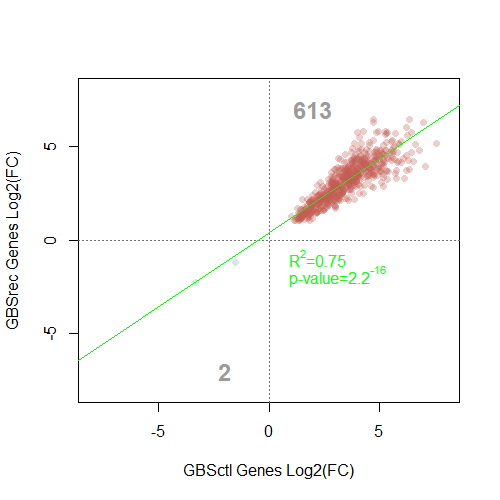 613
5
0
-5
GBSrec Genes Log2(FC)
R²=0.75
p-value=2.2⁻¹⁶
2
-5 0 5
GBSctl Genes Log2(FC)